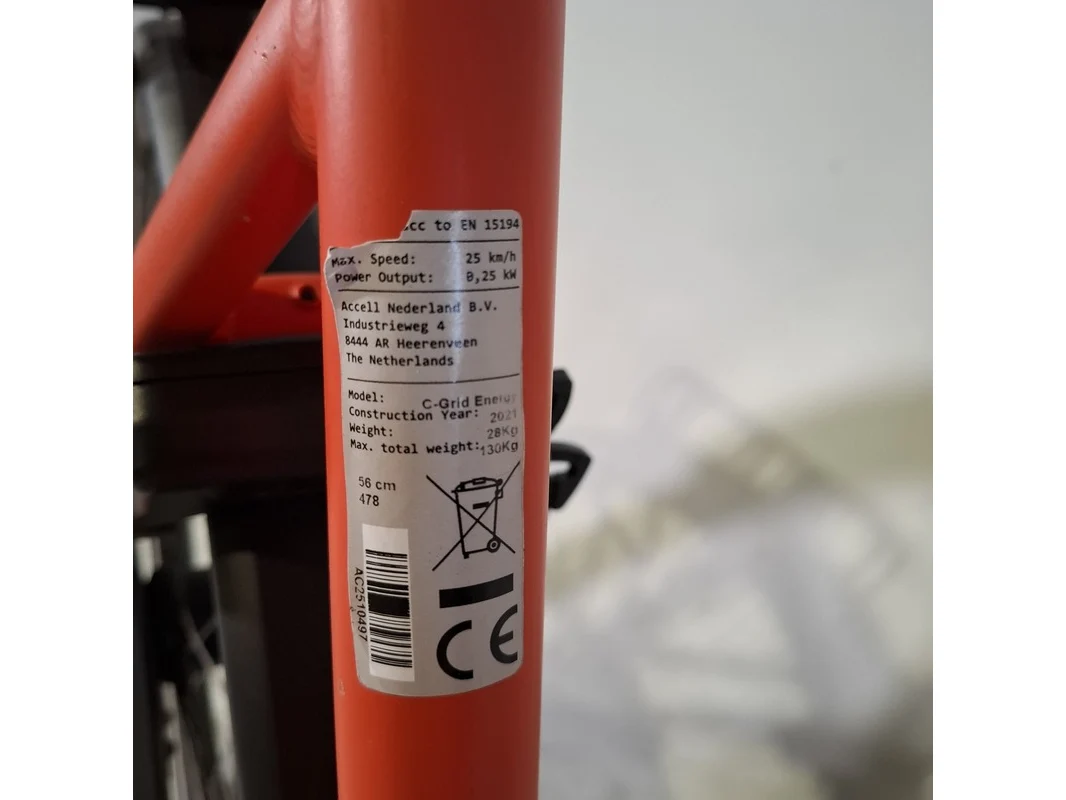 to EN 15194
Max. Speed: 25 km/h
Power Output: 0,25 kW
Accell Nederland B.V.
Industrieweg 4
8444 AR Heerenveen
The Netherlands
Model: C-Grid Energy
Construction Year: 2021
Weight: 28Kg
Max. total weight: 130Kg
56 cm
478
AC2510497
CE